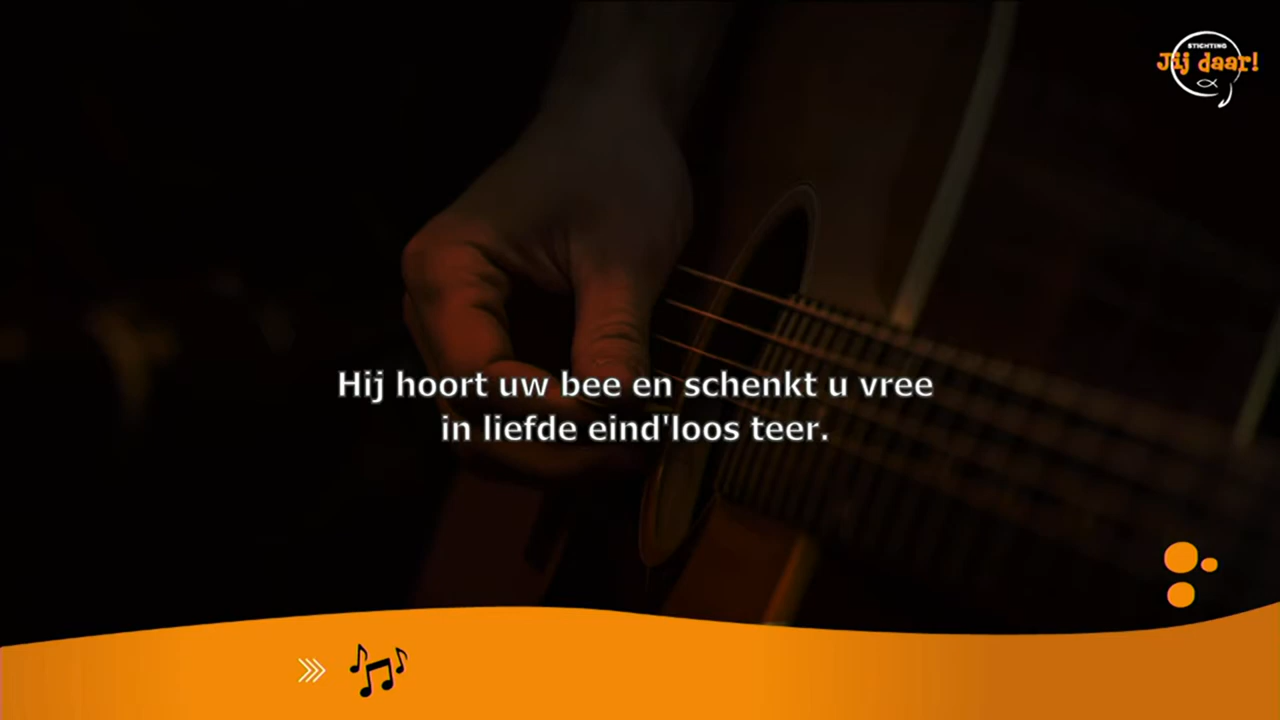 STICHTING
Jij daar!
Hij hoort uw bee en schenkt u vree
in liefde eind'loos teer.